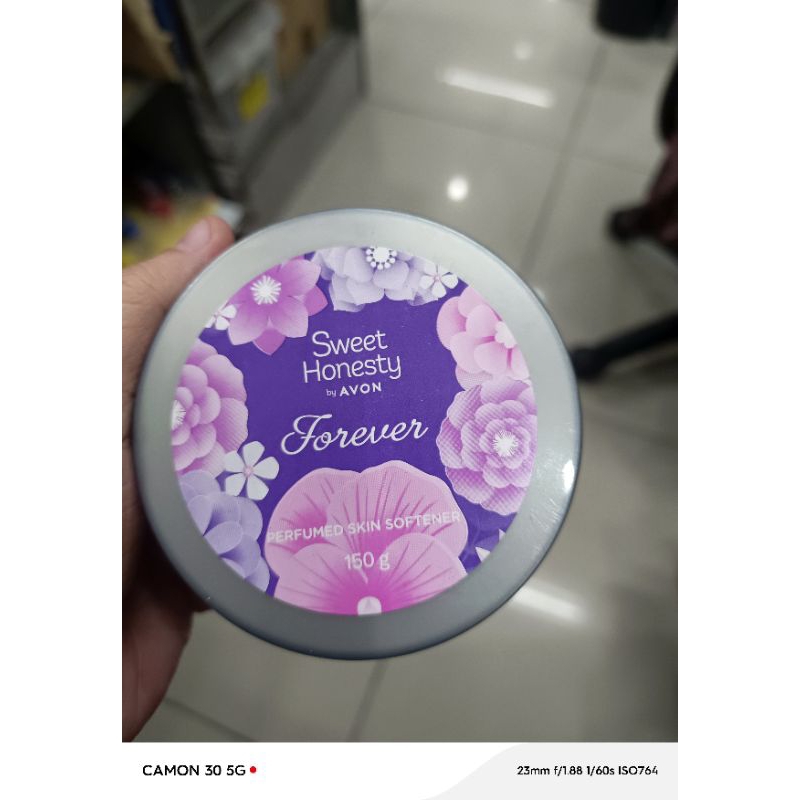 Sweet
Honesty
by AVON
Forever
PERFUMED SKIN SOFTENER
150 g
CAMON 30 5G
23mm f/1.88 1/60s ISO764